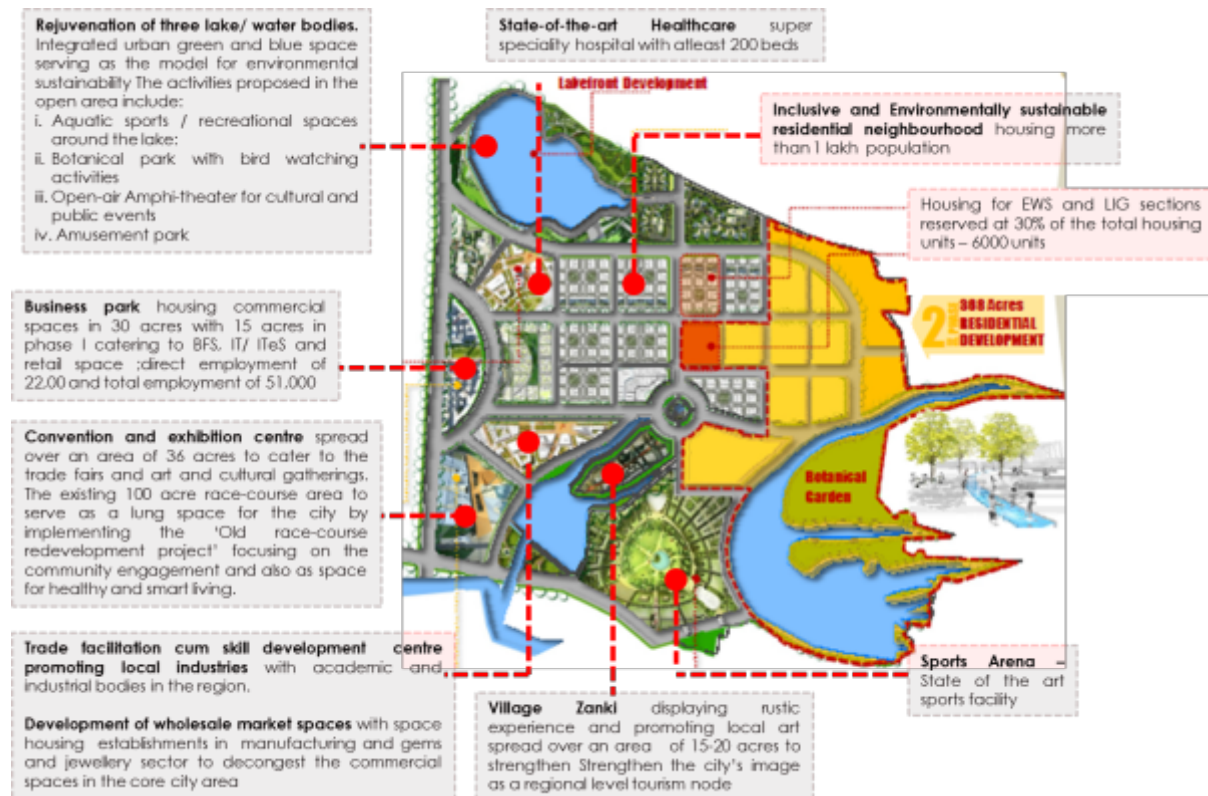 Rejuvenation of three lake/ water bodies.
Integrated urban green and blue space
serving as the model for environmental
sustainability The activities proposed in the
open area include:
i. Aquatic sports / recreational spaces
around the lake:
ii. Botanical park with bird watching
activities
iii. Open-air Amphi-theater for cultural and
public events
iv. Amusement park
State-of-the-art Healthcare super
speciality hospital with atleast 200 beds
Lakefront Development
Inclusive and Environmentally sustainable
residential neighbourhood housing more
than 1 lakh population
Housing for EWS and LIG sections
reserved at 30% of the total housing
units – 6000 units
Business park housing commercial
spaces in 30 acres with 15 acres in
phase I catering to BFS, IT/ ITeS and
retail space ;direct employment of
22,00 and total employment of 51,000
2
388 Acres
RESIDENTIAL
DEVELOPMENT
Convention and exhibition centre spread
over an area of 36 acres to cater to the
trade fairs and art and cultural gatherings.
The existing 100 acre race-course area to
serve as a lung space for the city by
implementing the 'Old race-course
redevelopment project' focusing on the
community engagement and also as space
for healthy and smart living.
Botanical
Garden
Trade facilitation cum skill development centre
promoting local industries with academic and
industrial bodies in the region.
Development of wholesale market spaces with space
housing establishments in manufacturing and gems
and jewellery sector to decongest the commercial
spaces in the core city area
Village Zanki displaying rustic
experience and promoting local art
spread over an area of 15-20 acres to
strengthen Strengthen the city's image
as a regional level tourism node
Sports Arena –
State of the art
sports facility